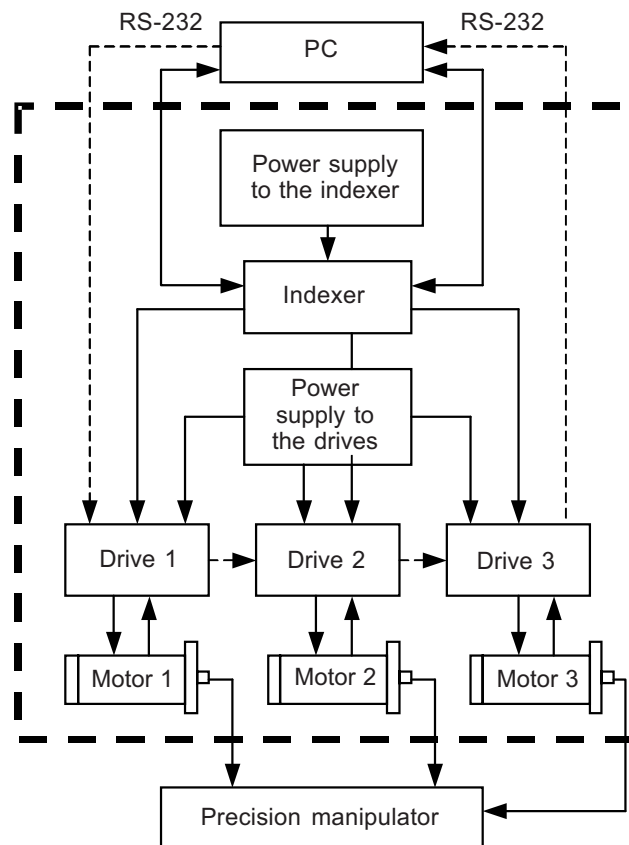 RS-232
RS-232
PC
Power supply
to the indexer
Indexer
Power
supply to
the drives
Drive 1
Drive 2
Drive 3
Motor 1
Motor 2
Motor 3
Precision manipulator